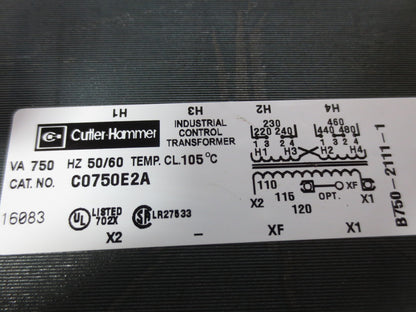 H1 H3 H2 H4
Cutler-Hammer
INDUSTRIAL
CONTROL
TRANSFORMER
VA 750 HZ 50/60 TEMP. CL. 105 °C
CAT. NO. C0750E2A
16083
UL LISTED
702X
LR27533
230 460
220 240 440 480
1 3 2 4 1 3 2 4
H1 H3 H2 H4
110
115
120
OPT.
XF
X2 X1
X2 - XF X1
B750-2111-1